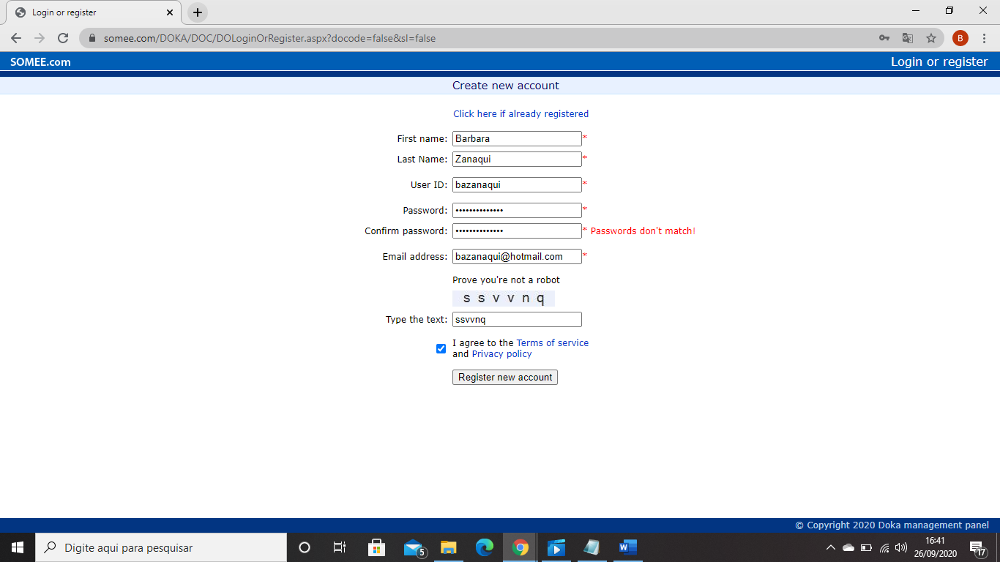 Login or register
somee.com/DOKA/DOC/DOLoginOrRegister.aspx?docode=false&sl=false
B
SOMEE.com
Login or register
Create new account
Click here if already registered
First name: Barbara *
Last Name: Zanaqui *
User ID: bazanaqui *
Password: •••••••••••••• *
Confirm password: •••••••••••••• * Passwords don't match!
Email address: bazanaqui@hotmail.com *
Prove you're not a robot
s s v v n q
Type the text: ssvvnq
I agree to the Terms of service
and Privacy policy
Register new account
© Copyright 2020 Doka management panel
Digite aqui para pesquisar
5
W
16:41
26/09/2020
17